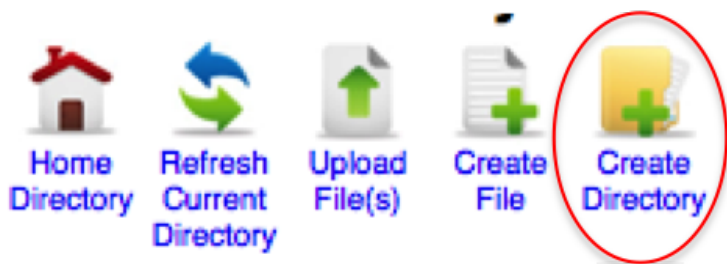 Home
Directory
Refresh
Current
Directory
Upload
File(s)
Create
File
Create
Directory